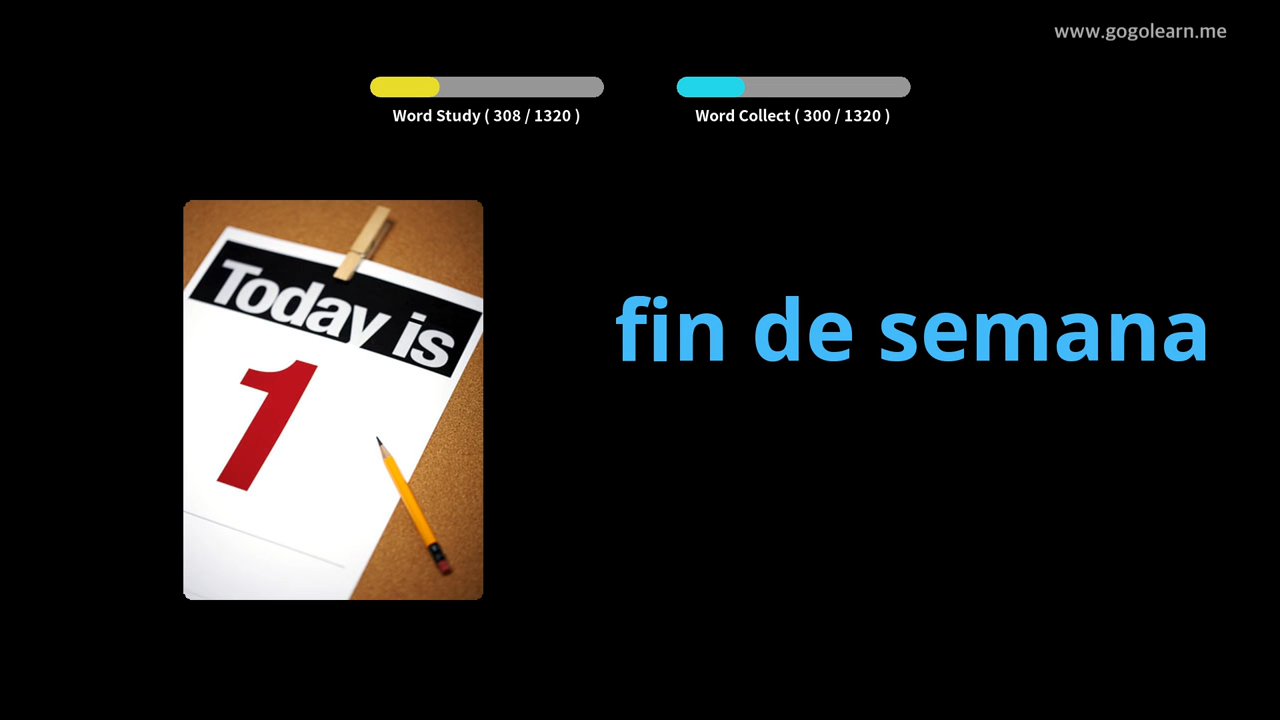 www.gogolearn.me
Word Study ( 308 / 1320 )
Word Collect ( 300 / 1320 )
Today is
1
fin de semana